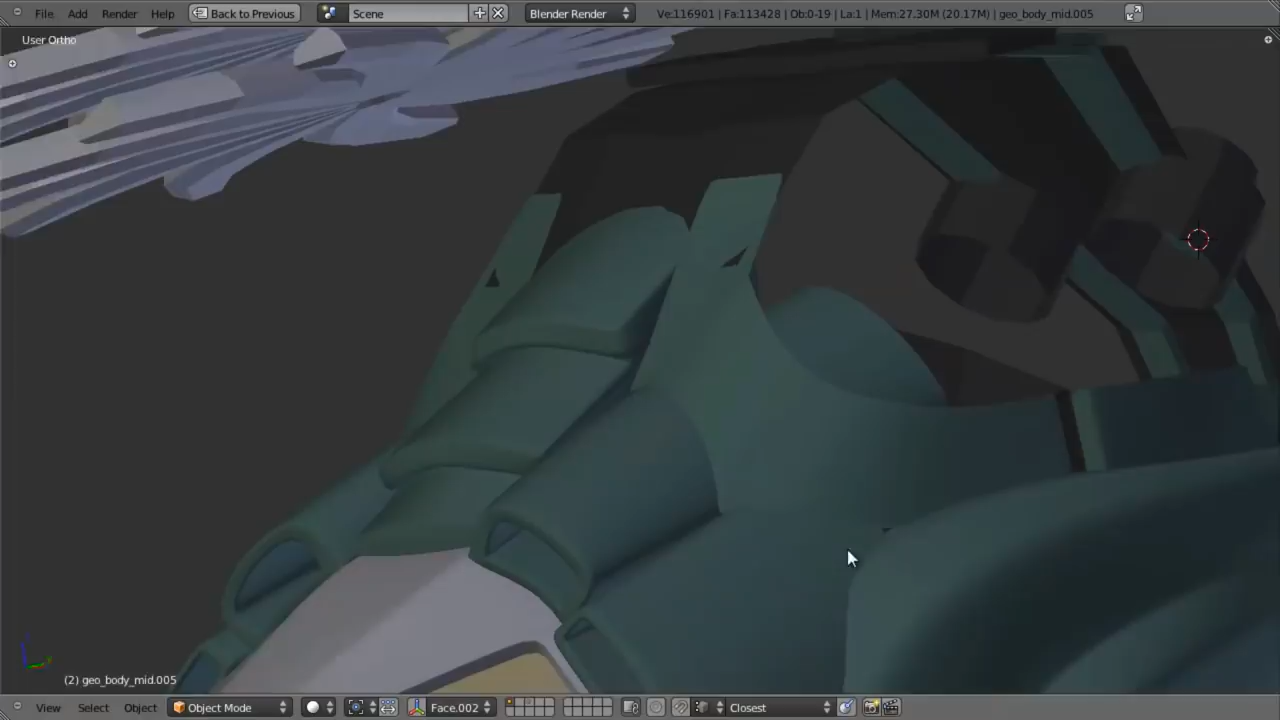 File Add Render Help Back to Previous Scene Blender Render Ve:116901 | Fa:113428 | Ob:0-19 | La:1 | Mem:27.30M (20.17M) | geo_body_mid.005
User Ortho
(2) geo_body_mid.005
View Select Object Object Mode Face.002 Closest